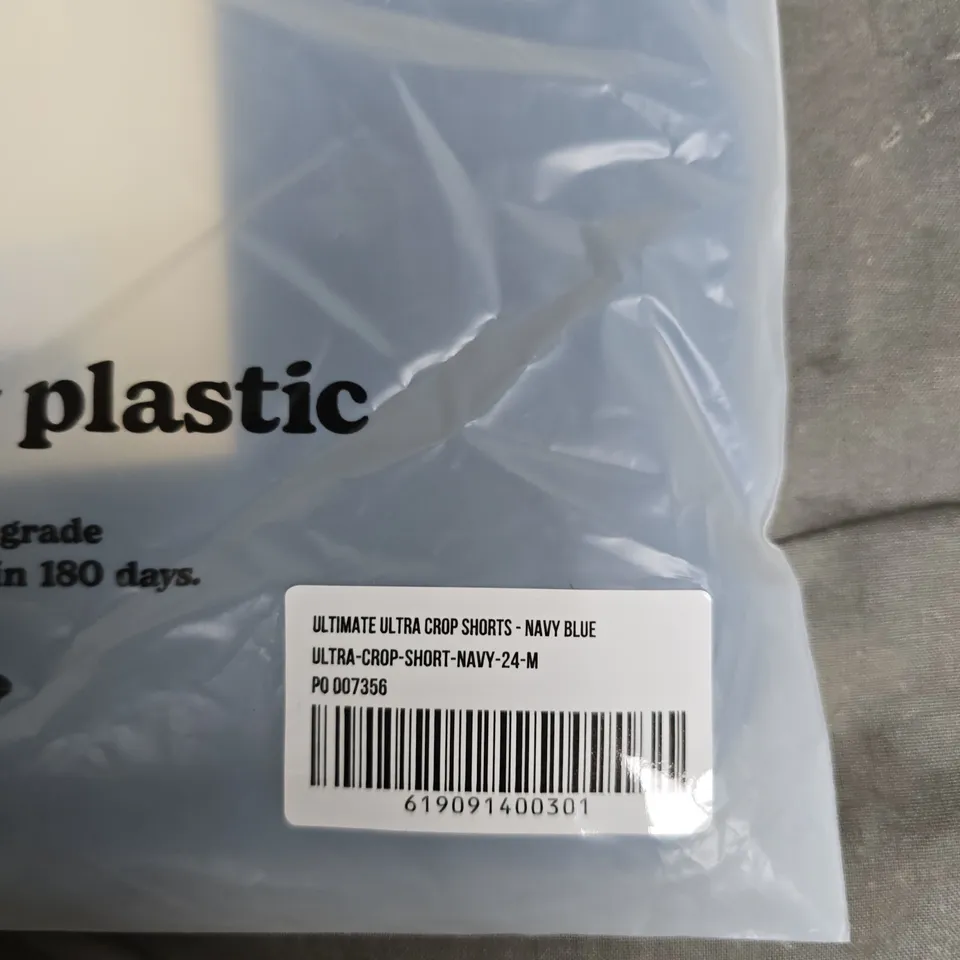 plastic
grade
in 180 days.
ULTIMATE ULTRA CROP SHORTS - NAVY BLUE
ULTRA-CROP-SHORT-NAVY-24-M
PO 007356
619091400301